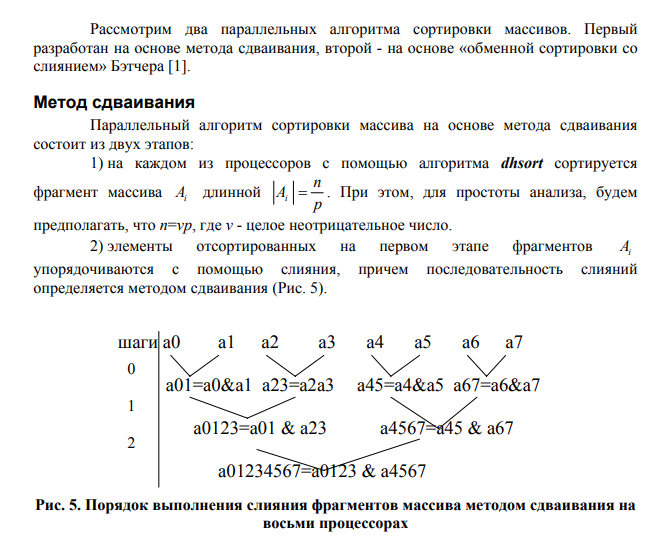 Рассмотрим два параллельных алгоритма сортировки массивов. Первый
разработан на основе метода сдваивания, второй - на основе «обменной сортировки со
слиянием» Бэтчера [1].
Метод сдваивания
Параллельный алгоритм сортировки массива на основе метода сдваивания
состоит из двух этапов:
1) на каждом из процессоров с помощью алгоритма dhsort сортируется
фрагмент массива A_i длинной |A_i| = n/p. При этом, для простоты анализа, будем
предполагать, что n=vp, где v - целое неотрицательное число.
2) элементы отсортированных на первом этапе фрагментов A_i
упорядочиваются с помощью слияния, причем последовательность слияний
определяется методом сдваивания (Рис. 5).
шаги a0 a1 a2 a3 a4 a5 a6 a7
0
a01=a0&a1 a23=a2a3 a45=a4&a5 a67=a6&a7
1
a0123=a01 & a23 a4567=a45 & a67
2
a01234567=a0123 & a4567
Рис. 5. Порядок выполнения слияния фрагментов массива методом сдваивания на
восьми процессорах